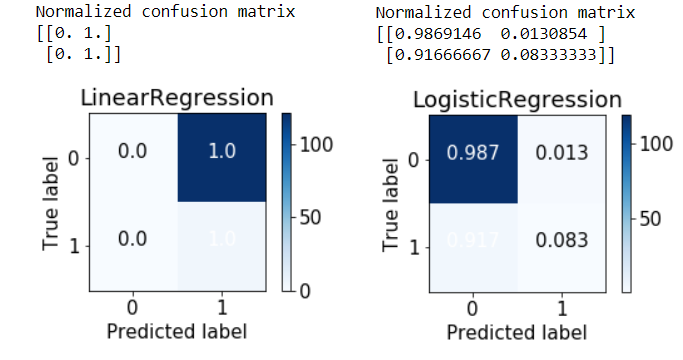 Normalized confusion matrix
[[0. 1.]
[0. 1.]]
LinearRegression
True label
0
0.0
1.0
100
1
0.0
1.0
50
0
0
1
Predicted label
Normalized confusion matrix
[[0.9869146 0.0130854 ]
[0.91666667 0.08333333]]
LogisticRegression
True label
0
0.987
0.013
100
1
0.917
0.083
50
0
1
Predicted label